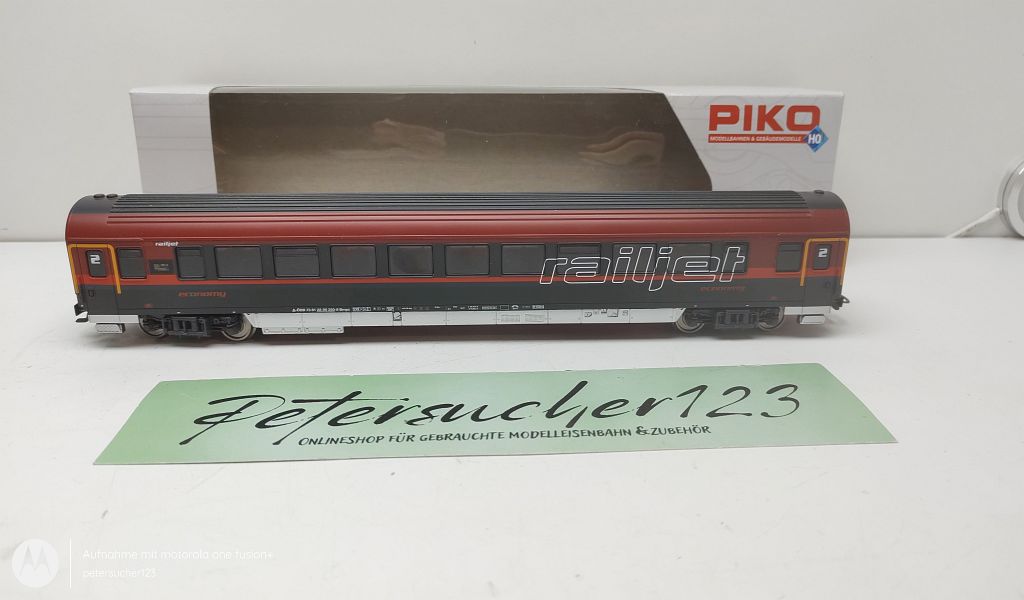 PIKO
MODELLBAHNEN & GEBÄUDEMODELLE
HO
railjet
2
railjet
2
economy
economy
Petersucher123
ONLINESHOP FÜR GEBRAUCHTE MODELLEISENBAHN & ZUBEHÖR
Aufnahme mit motorola one fusion+
petersucher123